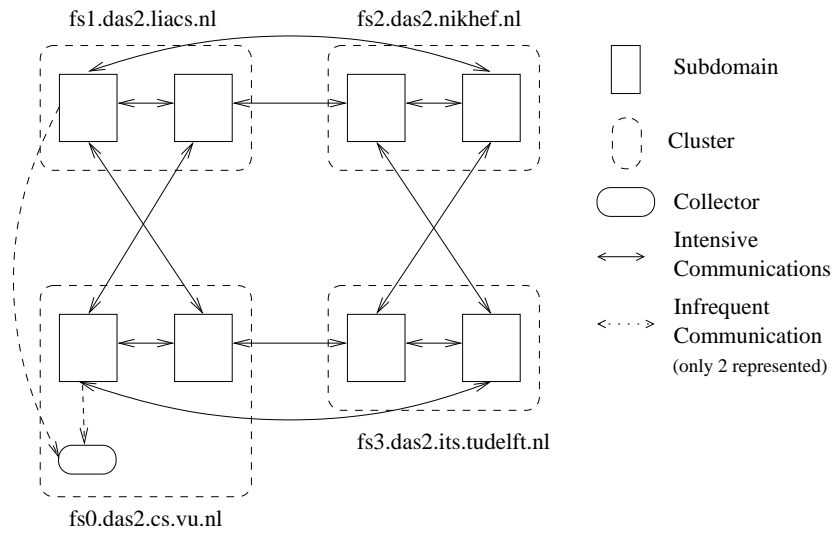 fs1.das2.liacs.nl
fs2.das2.nikhef.nl
Subdomain
Cluster
Collector
Intensive
Communications
Infrequent
Communication
(only 2 represented)
fs3.das2.its.tudelft.nl
fs0.das2.cs.vu.nl